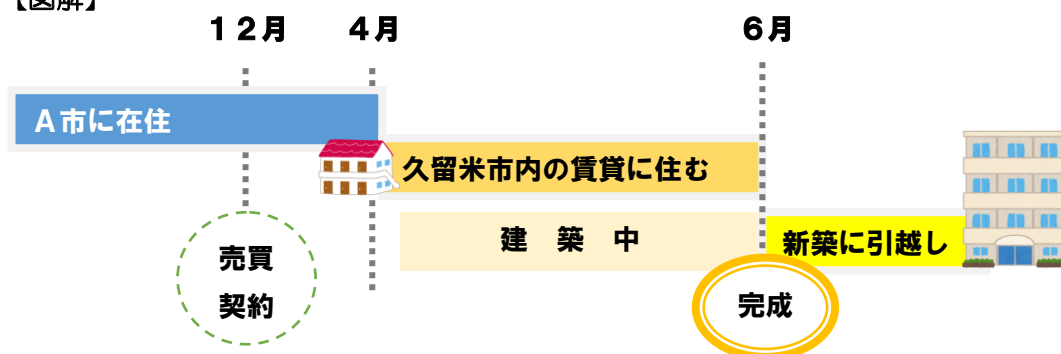 【図解】
１２月 ４月 ６月
Ａ市に在住
久留米市内の賃貸に住む
建 築 中
新築に引越し
売買
契約
完成